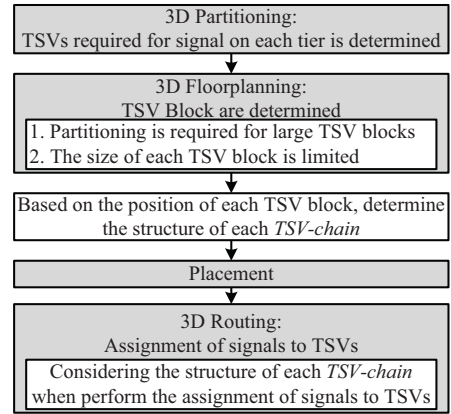 3D Partitioning:
TSVs required for signal on each tier is determined
3D Floorplanning:
TSV Block are determined
1. Partitioning is required for large TSV blocks
2. The size of each TSV block is limited
Based on the position of each TSV block, determine
the structure of each TSV-chain
Placement
3D Routing:
Assignment of signals to TSVs
Considering the structure of each TSV-chain
when perform the assignment of signals to TSVs